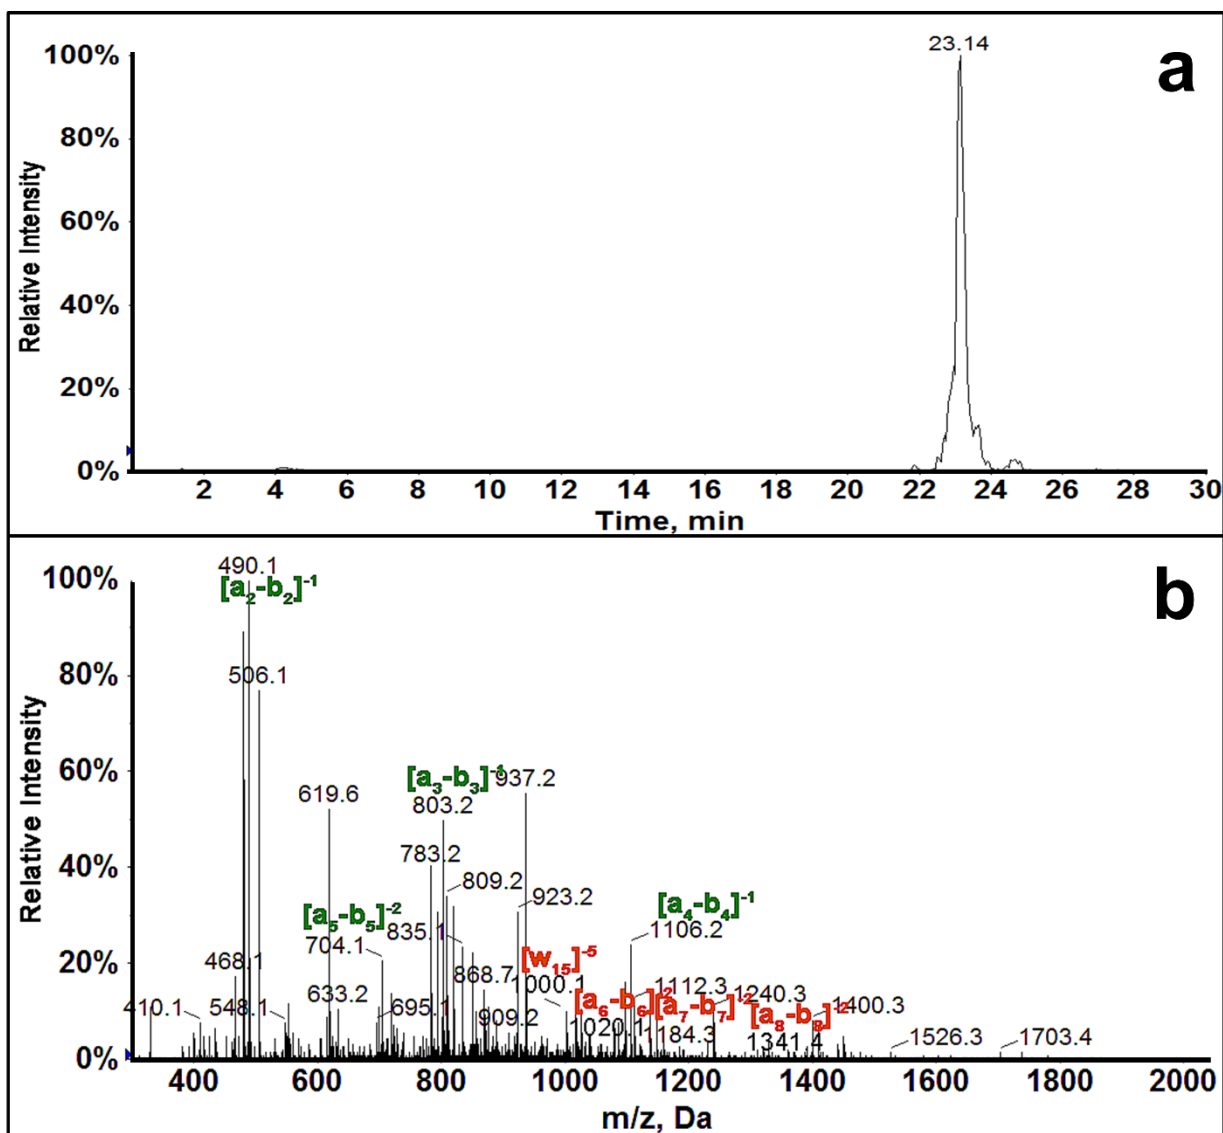 a
23.14
100%
80%
60%
40%
20%
0%
Relative Intensity
2 4 6 8 10 12 14 16 18 20 22 24 26 28 30
Time, min
b
490.1
[a2-b2]-1
100%
80%
60%
40%
20%
0%
Relative Intensity
506.1
[a3-b3]-1
937.2
619.6
803.2
783.2
809.2
923.2
[a5-b5]-2
[a4-b4]-1
835.1
1106.2
704.1
468.1
868.7
[w15]-5
1000.1
1112.3
1240.3
1400.3
410.1
548.1
633.2
695.1
909.2
[a6-b6]-2
[a7-b7]-2
[a8-b8]-2
1020.1
1184.3
1341.4
1526.3
1703.4
400 600 800 1000 1200 1400 1600 1800 2000
m/z, Da